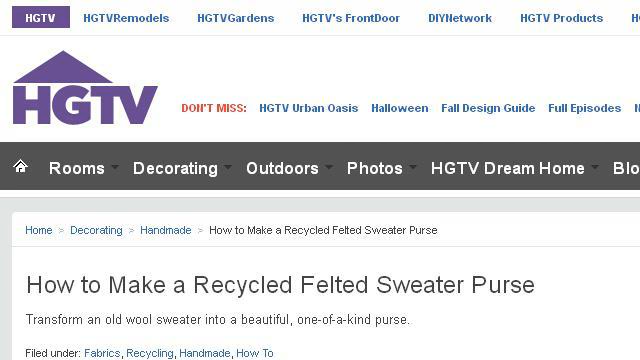 HGTV HGTVRemodels HGTVGardens HGTV's FrontDoor DIYNetwork HGTV Products
HGTV
DON'T MISS: HGTV Urban Oasis Halloween Fall Design Guide Full Episodes
Rooms Decorating Outdoors Photos HGTV Dream Home
Home > Decorating > Handmade > How to Make a Recycled Felted Sweater Purse
How to Make a Recycled Felted Sweater Purse
Transform an old wool sweater into a beautiful, one-of-a-kind purse.
Filed under: Fabrics, Recycling, Handmade, How To